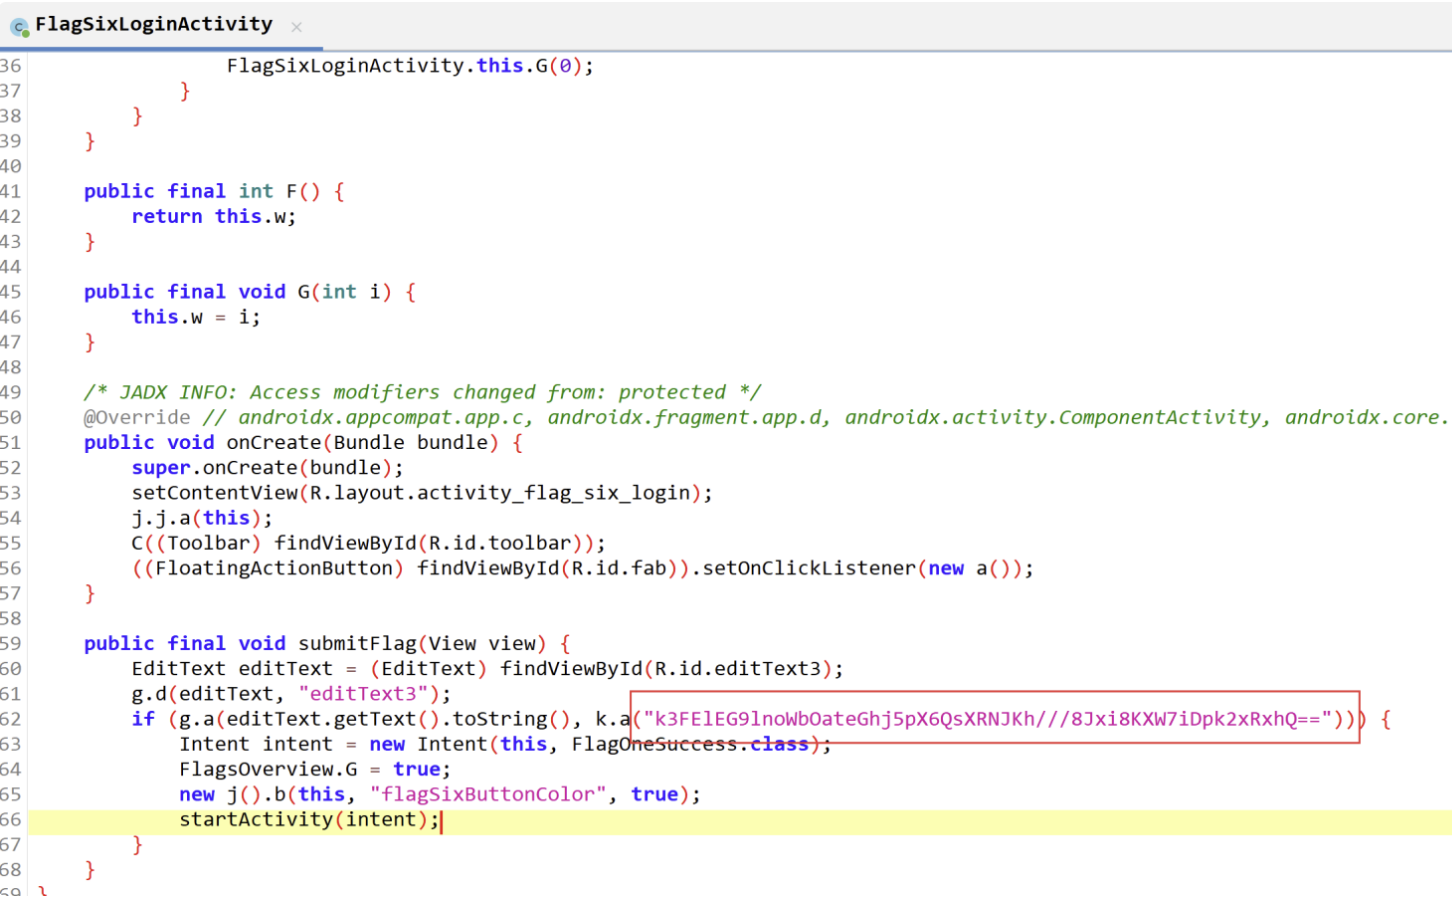 FlagSixLoginActivity ×
36 FlagSixLoginActivity.this.G(0);
37 }
38 }
39 }
40
41 public final int F() {
42 return this.w;
43 }
44
45 public final void G(int i) {
46 this.w = i;
47 }
48
49 /* JADX INFO: Access modifiers changed from: protected */
50 @Override // androidx.appcompat.app.c, androidx.fragment.app.d, androidx.activity.ComponentActivity, androidx.core.
51 public void onCreate(Bundle bundle) {
52 super.onCreate(bundle);
53 setContentView(R.layout.activity_flag_six_login);
54 j.j.a(this);
55 C((Toolbar) findViewById(R.id.toolbar));
56 ((FloatingActionButton) findViewById(R.id.fab)).setOnClickListener(new a());
57 }
58
59 public final void submitFlag(View view) {
60 EditText editText = (EditText) findViewById(R.id.editText3);
61 g.d(editText, "editText3");
62 if (g.a(editText.getText().toString(), k.a("k3FElEG9lnoWbOateGhj5pX6QsXRNJKh///8Jxi8KXW7iDpk2xRxhQ=="))) {
63 Intent intent = new Intent(this, FlagOneSuccess.class);
64 FlagsOverview.G = true;
65 new j().b(this, "flagSixButtonColor", true);
66 startActivity(intent);
67 }
68 }
69 }